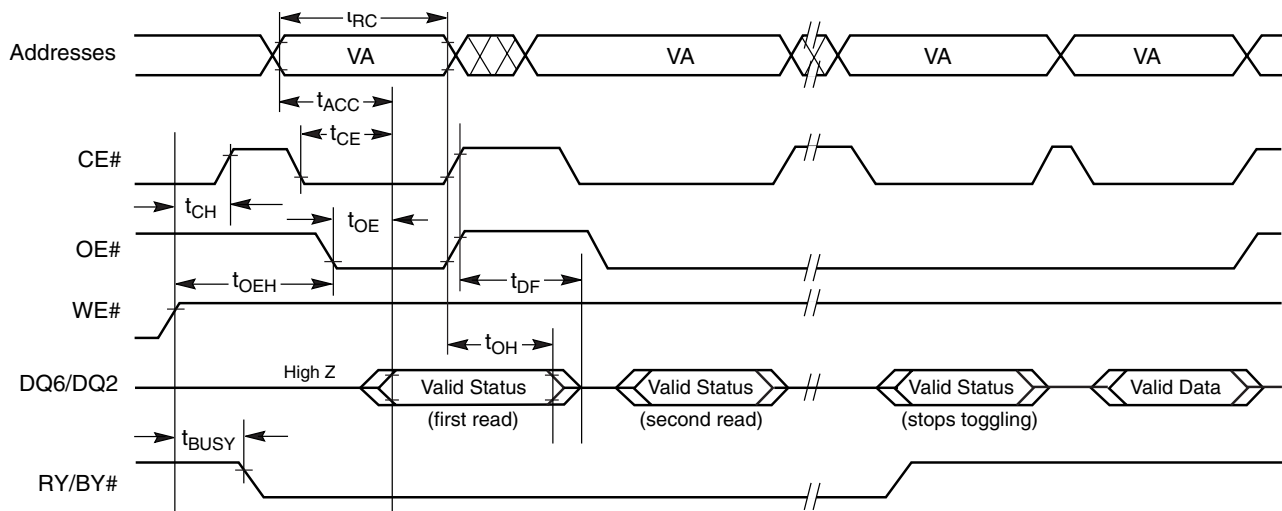 tRC
Addresses VA VA VA VA
tACC
tCE
CE#
tCH tOE
OE#
tOEH tDF
WE#
tOH
DQ6/DQ2 High Z Valid Status Valid Status Valid Status Valid Data
(first read) (second read) (stops toggling)
tBUSY
RY/BY#